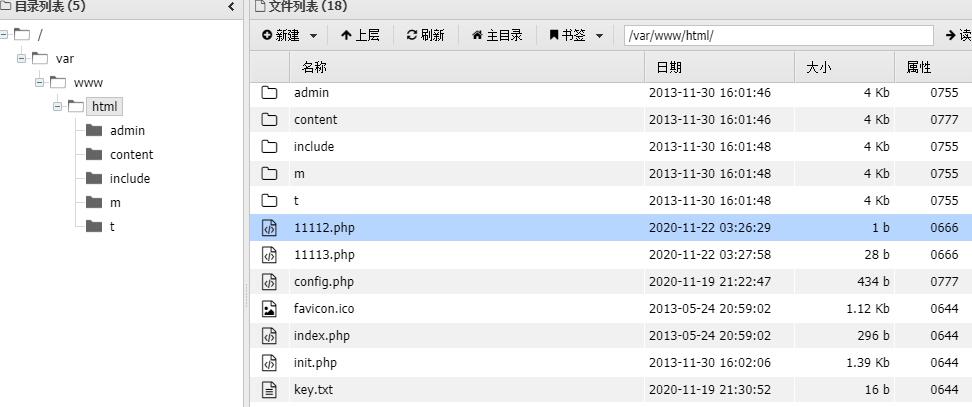 目录列表 (5)
/
var
www
html
admin
content
include
m
t
文件列表 (18)
新建 上层 刷新 主目录 书签 /var/www/html/ 读
名称 日期 大小 属性
admin 2013-11-30 16:01:46 4 Kb 0755
content 2013-11-30 16:01:46 4 Kb 0777
include 2013-11-30 16:01:48 4 Kb 0755
m 2013-11-30 16:01:48 4 Kb 0755
t 2013-11-30 16:01:48 4 Kb 0755
11112.php 2020-11-22 03:26:29 1 b 0666
11113.php 2020-11-22 03:27:58 28 b 0666
config.php 2020-11-19 21:22:47 434 b 0777
favicon.ico 2013-05-24 20:59:02 1.12 Kb 0644
index.php 2013-05-24 20:59:02 296 b 0644
init.php 2013-11-30 16:02:06 1.39 Kb 0644
key.txt 2020-11-19 21:30:52 16 b 0644